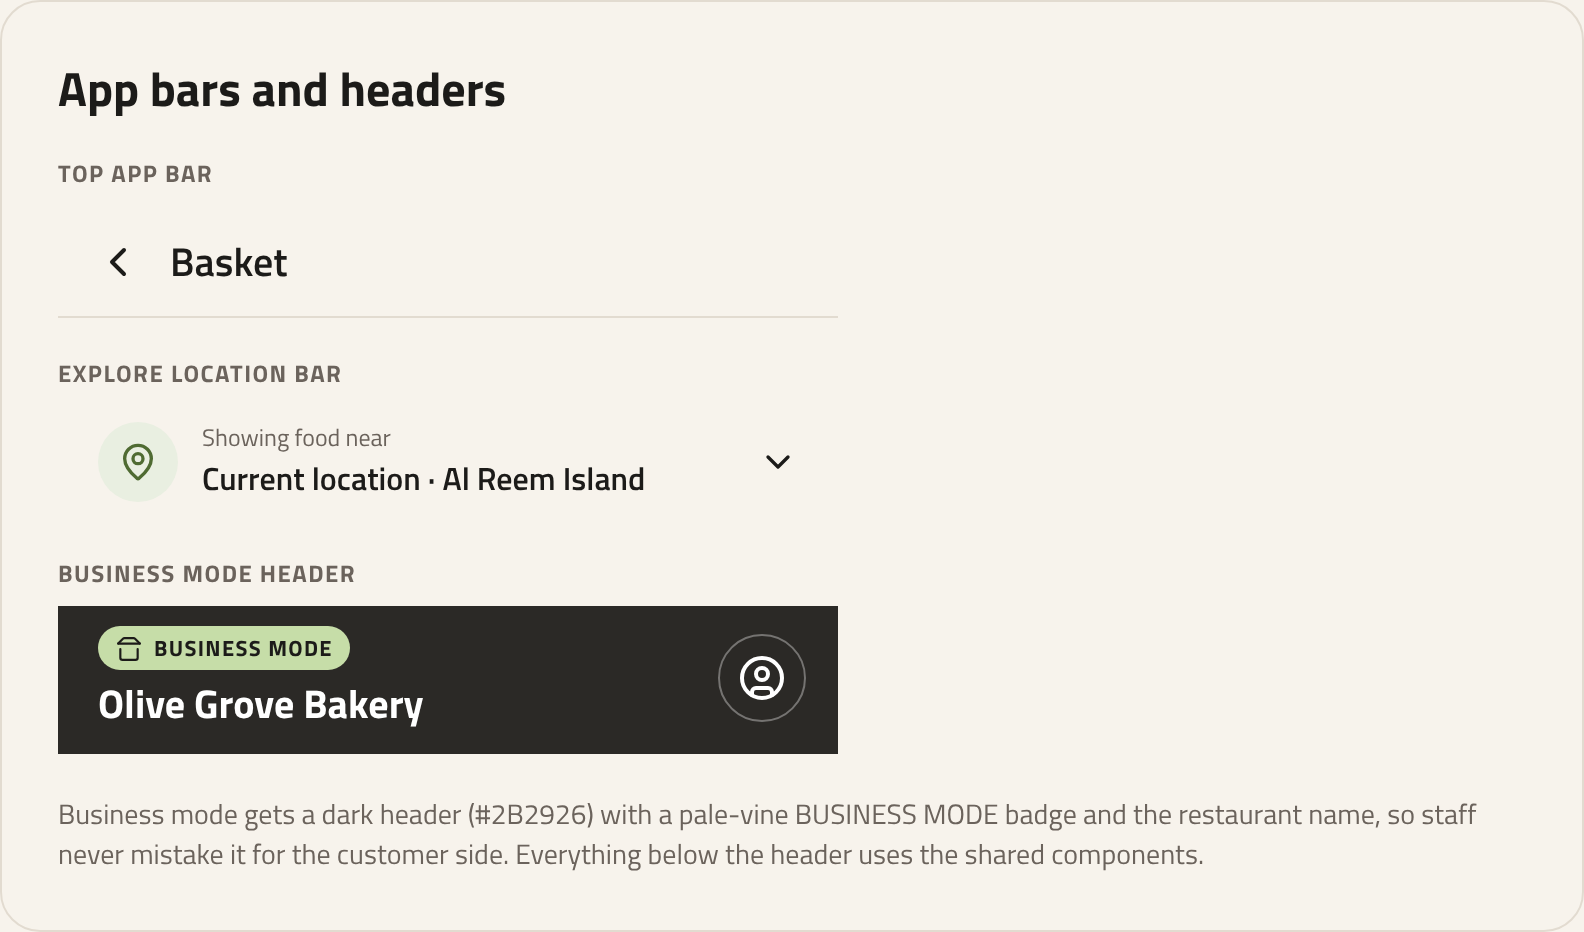 App bars and headers
TOP APP BAR
Basket
EXPLORE LOCATION BAR
Showing food near
Current location · Al Reem Island
BUSINESS MODE HEADER
BUSINESS MODE
Olive Grove Bakery
Business mode gets a dark header (#2B2926) with a pale-vine BUSINESS MODE badge and the restaurant name, so staff
never mistake it for the customer side. Everything below the header uses the shared components.